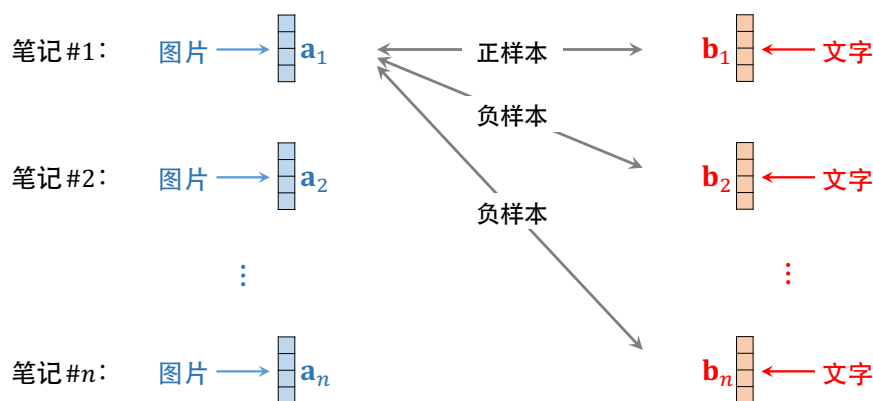 笔记 #1： 图片 a1 正样本 b1 文字
负样本
笔记 #2： 图片 a2 b2 文字
负样本
⋮ ⋮
笔记 #n： 图片 an bn 文字